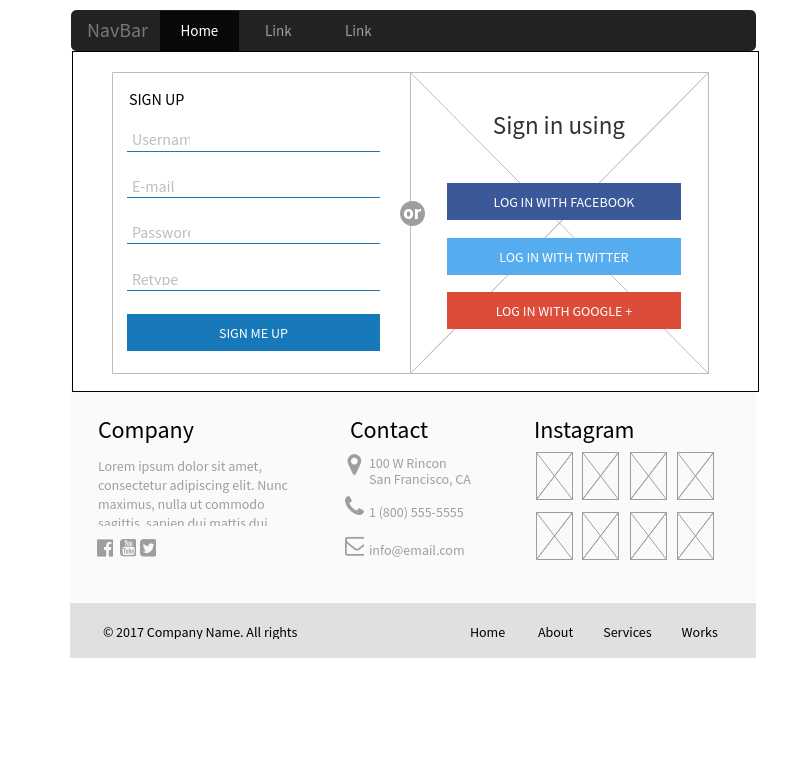 NavBar Home Link Link
SIGN UP
Usernam
E-mail
Password
Retype
SIGN ME UP
or
Sign in using
LOG IN WITH FACEBOOK
LOG IN WITH TWITTER
LOG IN WITH GOOGLE +
Company
Lorem ipsum dolor sit amet,
consectetur adipiscing elit. Nunc
maximus, nulla ut commodo
sagittis, sapien dui mattis dui,
You
Tube
Contact
100 W Rincon
San Francisco, CA
1 (800) 555-5555
info@email.com
Instagram
© 2017 Company Name. All rights
Home About Services Works